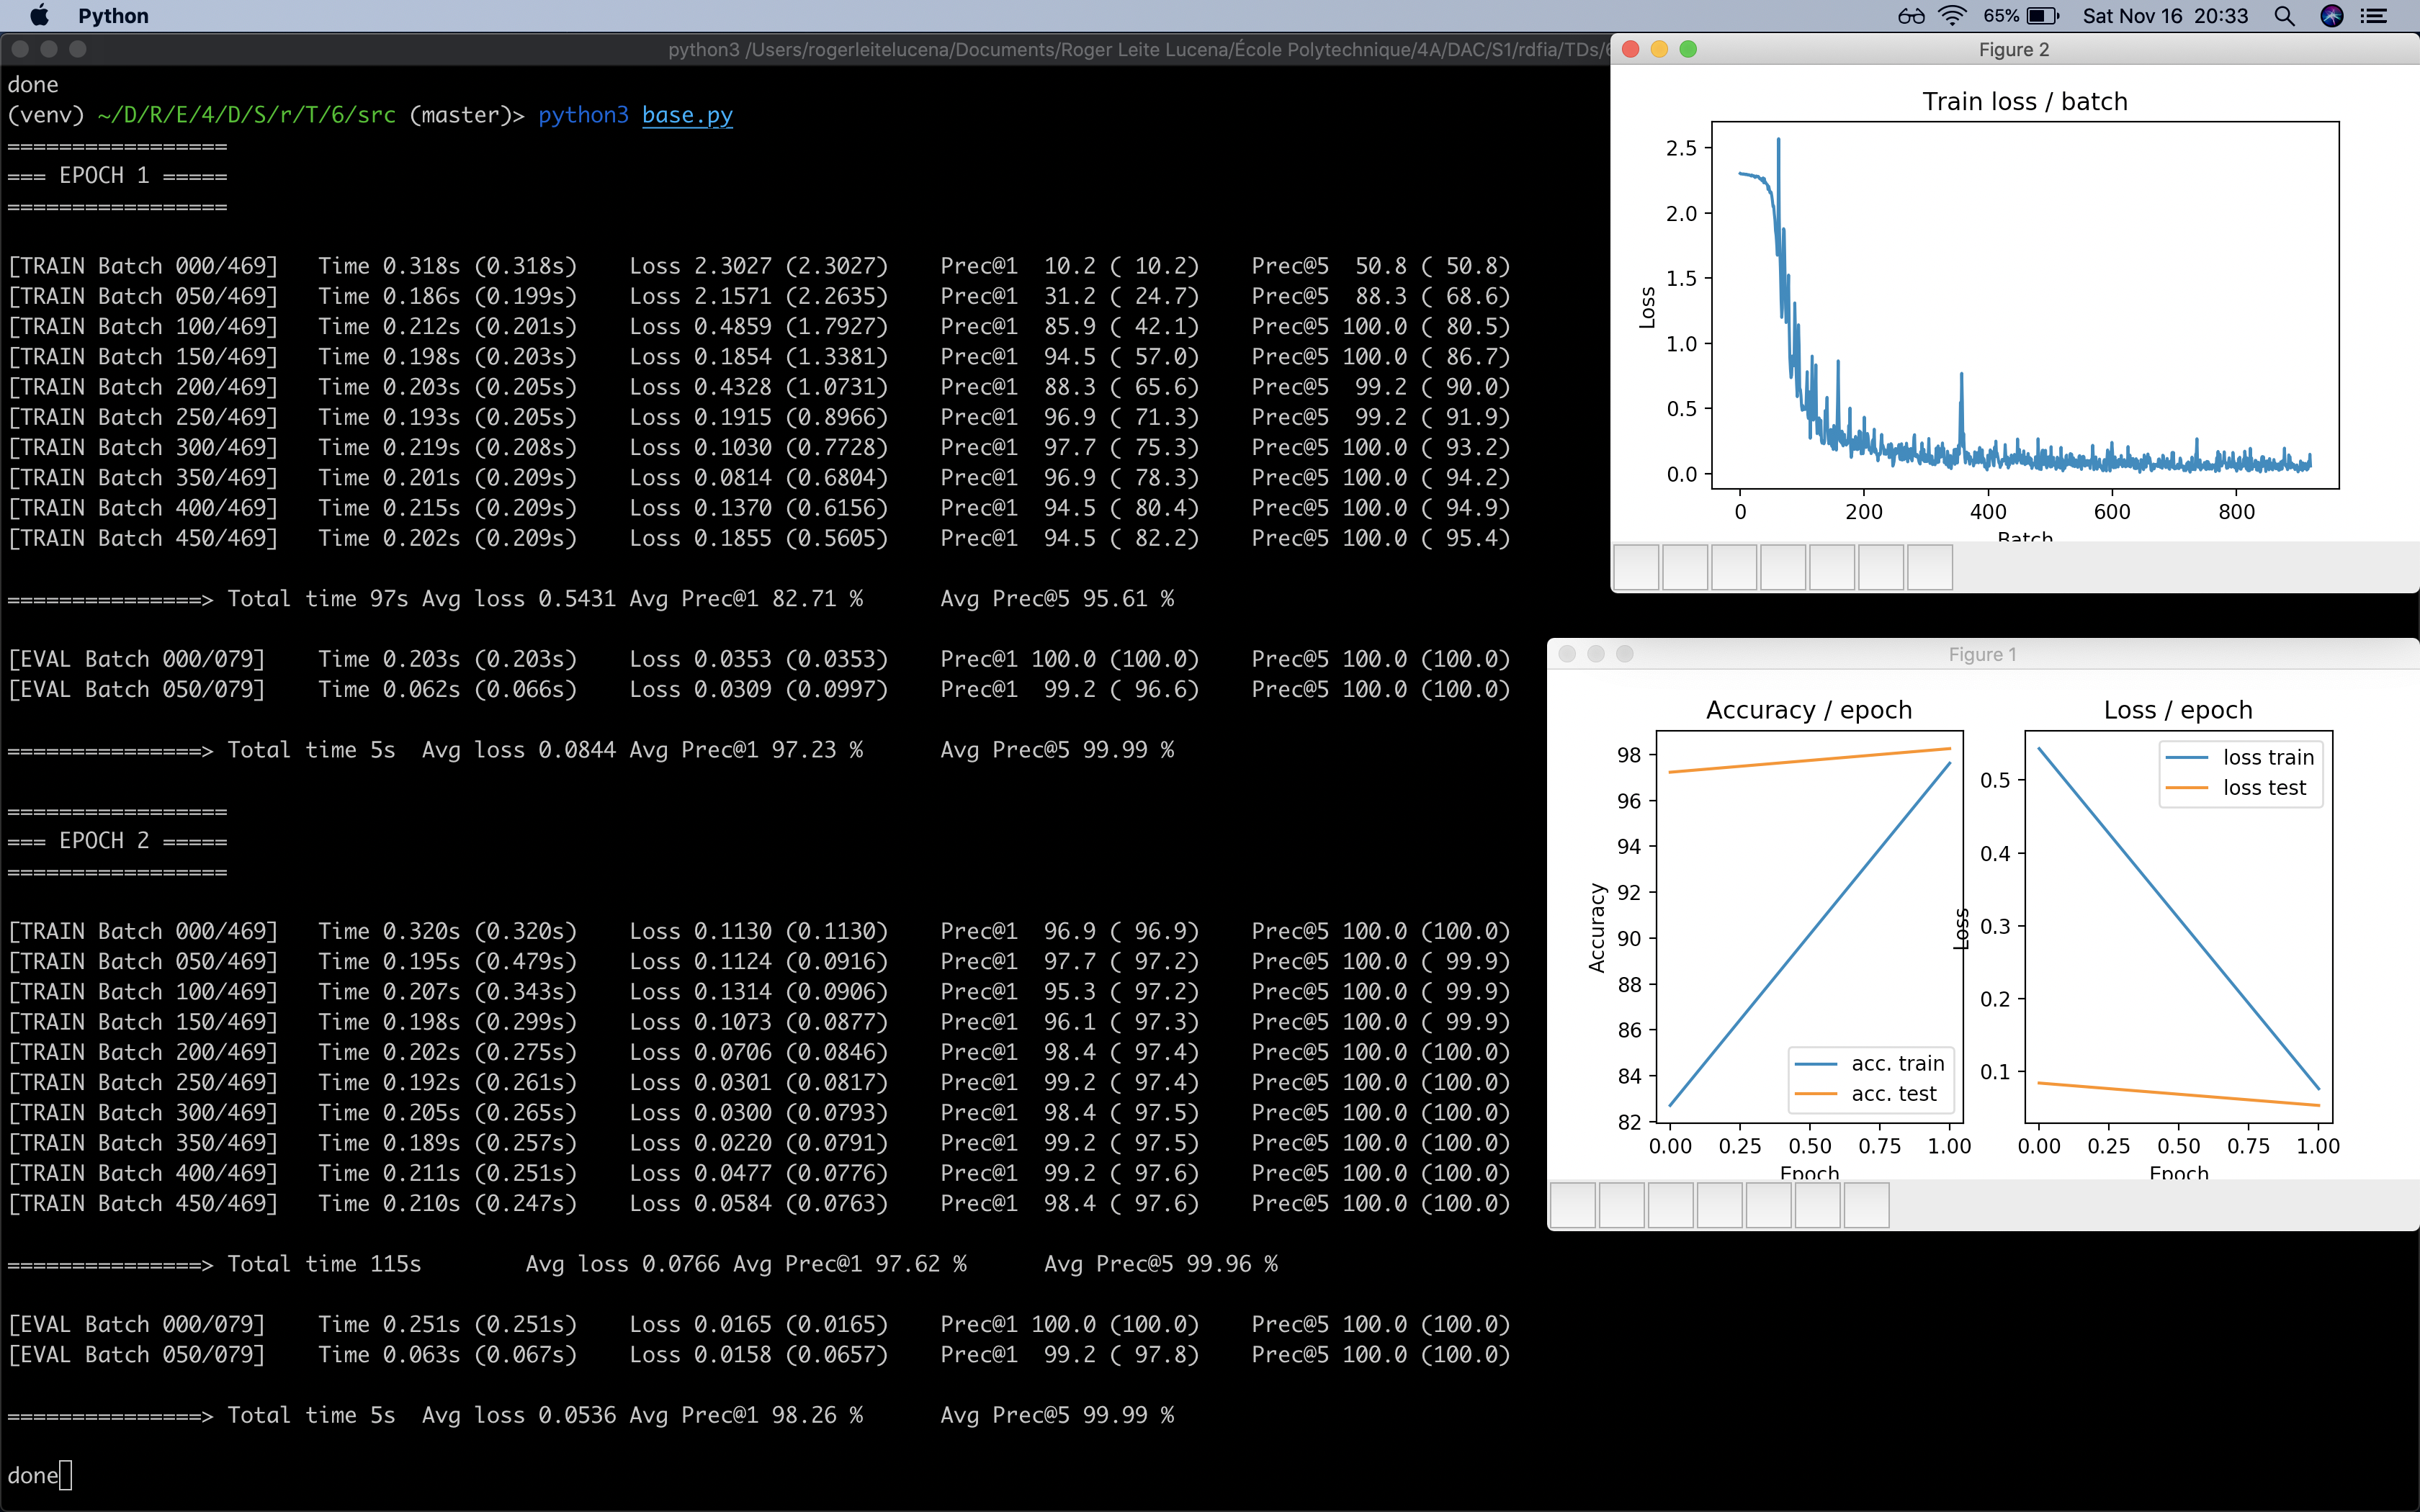 Python
65%
Sat Nov 16 20:33
python3 /Users/rogerleitelucena/Documents/Roger Leite Lucena/École Polytechnique/4A/DAC/S1/rdfia/TDs/6
done
(venv) ~/D/R/E/4/D/S/r/T/6/src (master)> python3 base.py
=================
=== EPOCH 1 =====
=================
[TRAIN Batch 000/469] Time 0.318s (0.318s) Loss 2.3027 (2.3027) Prec@1 10.2 ( 10.2) Prec@5 50.8 ( 50.8)
[TRAIN Batch 050/469] Time 0.186s (0.199s) Loss 2.1571 (2.2635) Prec@1 31.2 ( 24.7) Prec@5 88.3 ( 68.6)
[TRAIN Batch 100/469] Time 0.212s (0.201s) Loss 0.4859 (1.7927) Prec@1 85.9 ( 42.1) Prec@5 100.0 ( 80.5)
[TRAIN Batch 150/469] Time 0.198s (0.203s) Loss 0.1854 (1.3381) Prec@1 94.5 ( 57.0) Prec@5 100.0 ( 86.7)
[TRAIN Batch 200/469] Time 0.203s (0.205s) Loss 0.4328 (1.0731) Prec@1 88.3 ( 65.6) Prec@5 99.2 ( 90.0)
[TRAIN Batch 250/469] Time 0.193s (0.205s) Loss 0.1915 (0.8966) Prec@1 96.9 ( 71.3) Prec@5 99.2 ( 91.9)
[TRAIN Batch 300/469] Time 0.219s (0.208s) Loss 0.1030 (0.7728) Prec@1 97.7 ( 75.3) Prec@5 100.0 ( 93.2)
[TRAIN Batch 350/469] Time 0.201s (0.209s) Loss 0.0814 (0.6804) Prec@1 96.9 ( 78.3) Prec@5 100.0 ( 94.2)
[TRAIN Batch 400/469] Time 0.215s (0.209s) Loss 0.1370 (0.6156) Prec@1 94.5 ( 80.4) Prec@5 100.0 ( 94.9)
[TRAIN Batch 450/469] Time 0.202s (0.209s) Loss 0.1855 (0.5605) Prec@1 94.5 ( 82.2) Prec@5 100.0 ( 95.4)
===============> Total time 97s Avg loss 0.5431 Avg Prec@1 82.71 % Avg Prec@5 95.61 %
[EVAL Batch 000/079] Time 0.203s (0.203s) Loss 0.0353 (0.0353) Prec@1 100.0 (100.0) Prec@5 100.0 (100.0)
[EVAL Batch 050/079] Time 0.062s (0.066s) Loss 0.0309 (0.0997) Prec@1 99.2 ( 96.6) Prec@5 100.0 (100.0)
===============> Total time 5s Avg loss 0.0844 Avg Prec@1 97.23 % Avg Prec@5 99.99 %
=================
=== EPOCH 2 =====
=================
[TRAIN Batch 000/469] Time 0.320s (0.320s) Loss 0.1130 (0.1130) Prec@1 96.9 ( 96.9) Prec@5 100.0 (100.0)
[TRAIN Batch 050/469] Time 0.195s (0.479s) Loss 0.1124 (0.0916) Prec@1 97.7 ( 97.2) Prec@5 100.0 ( 99.9)
[TRAIN Batch 100/469] Time 0.207s (0.343s) Loss 0.1314 (0.0906) Prec@1 95.3 ( 97.2) Prec@5 100.0 ( 99.9)
[TRAIN Batch 150/469] Time 0.198s (0.299s) Loss 0.1073 (0.0877) Prec@1 96.1 ( 97.3) Prec@5 100.0 ( 99.9)
[TRAIN Batch 200/469] Time 0.202s (0.275s) Loss 0.0706 (0.0846) Prec@1 98.4 ( 97.4) Prec@5 100.0 (100.0)
[TRAIN Batch 250/469] Time 0.192s (0.261s) Loss 0.0301 (0.0817) Prec@1 99.2 ( 97.4) Prec@5 100.0 (100.0)
[TRAIN Batch 300/469] Time 0.205s (0.265s) Loss 0.0300 (0.0793) Prec@1 98.4 ( 97.5) Prec@5 100.0 (100.0)
[TRAIN Batch 350/469] Time 0.189s (0.257s) Loss 0.0220 (0.0791) Prec@1 99.2 ( 97.5) Prec@5 100.0 (100.0)
[TRAIN Batch 400/469] Time 0.211s (0.251s) Loss 0.0477 (0.0776) Prec@1 99.2 ( 97.6) Prec@5 100.0 (100.0)
[TRAIN Batch 450/469] Time 0.210s (0.247s) Loss 0.0584 (0.0763) Prec@1 98.4 ( 97.6) Prec@5 100.0 (100.0)
===============> Total time 115s Avg loss 0.0766 Avg Prec@1 97.62 % Avg Prec@5 99.96 %
[EVAL Batch 000/079] Time 0.251s (0.251s) Loss 0.0165 (0.0165) Prec@1 100.0 (100.0) Prec@5 100.0 (100.0)
[EVAL Batch 050/079] Time 0.063s (0.067s) Loss 0.0158 (0.0657) Prec@1 99.2 ( 97.8) Prec@5 100.0 (100.0)
===============> Total time 5s Avg loss 0.0536 Avg Prec@1 98.26 % Avg Prec@5 99.99 %
done
Figure 2
Train loss / batch
2.5
2.0
1.5
1.0
0.5
0.0
Loss
0 200 400 600 800
Batch
Figure 1
Accuracy / epoch
98
96
94
92
90
88
86
84
82
Accuracy
acc. train
acc. test
0.00 0.25 0.50 0.75 1.00
Epoch
Loss / epoch
loss train
loss test
0.5
0.4
0.3
0.2
0.1
Loss
0.00 0.25 0.50 0.75 1.00
Epoch